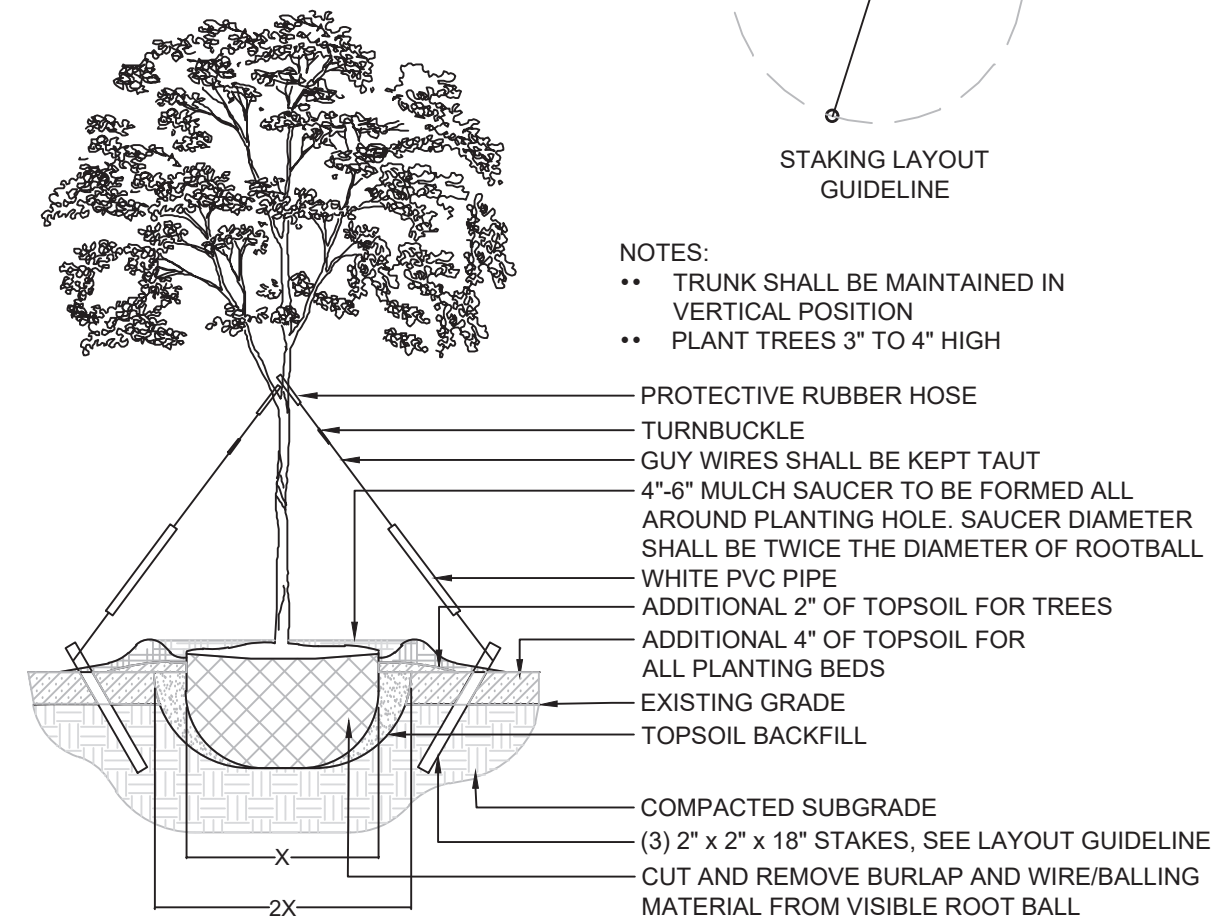 STAKING LAYOUT
GUIDELINE
NOTES:
•• TRUNK SHALL BE MAINTAINED IN
VERTICAL POSITION
•• PLANT TREES 3" TO 4" HIGH
PROTECTIVE RUBBER HOSE
TURNBUCKLE
GUY WIRES SHALL BE KEPT TAUT
4"-6" MULCH SAUCER TO BE FORMED ALL
AROUND PLANTING HOLE. SAUCER DIAMETER
SHALL BE TWICE THE DIAMETER OF ROOTBALL
WHITE PVC PIPE
ADDITIONAL 2" OF TOPSOIL FOR TREES
ADDITIONAL 4" OF TOPSOIL FOR
ALL PLANTING BEDS
EXISTING GRADE
TOPSOIL BACKFILL
COMPACTED SUBGRADE
(3) 2" x 2" x 18" STAKES, SEE LAYOUT GUIDELINE
CUT AND REMOVE BURLAP AND WIRE/BALLING
MATERIAL FROM VISIBLE ROOT BALL
X
2X